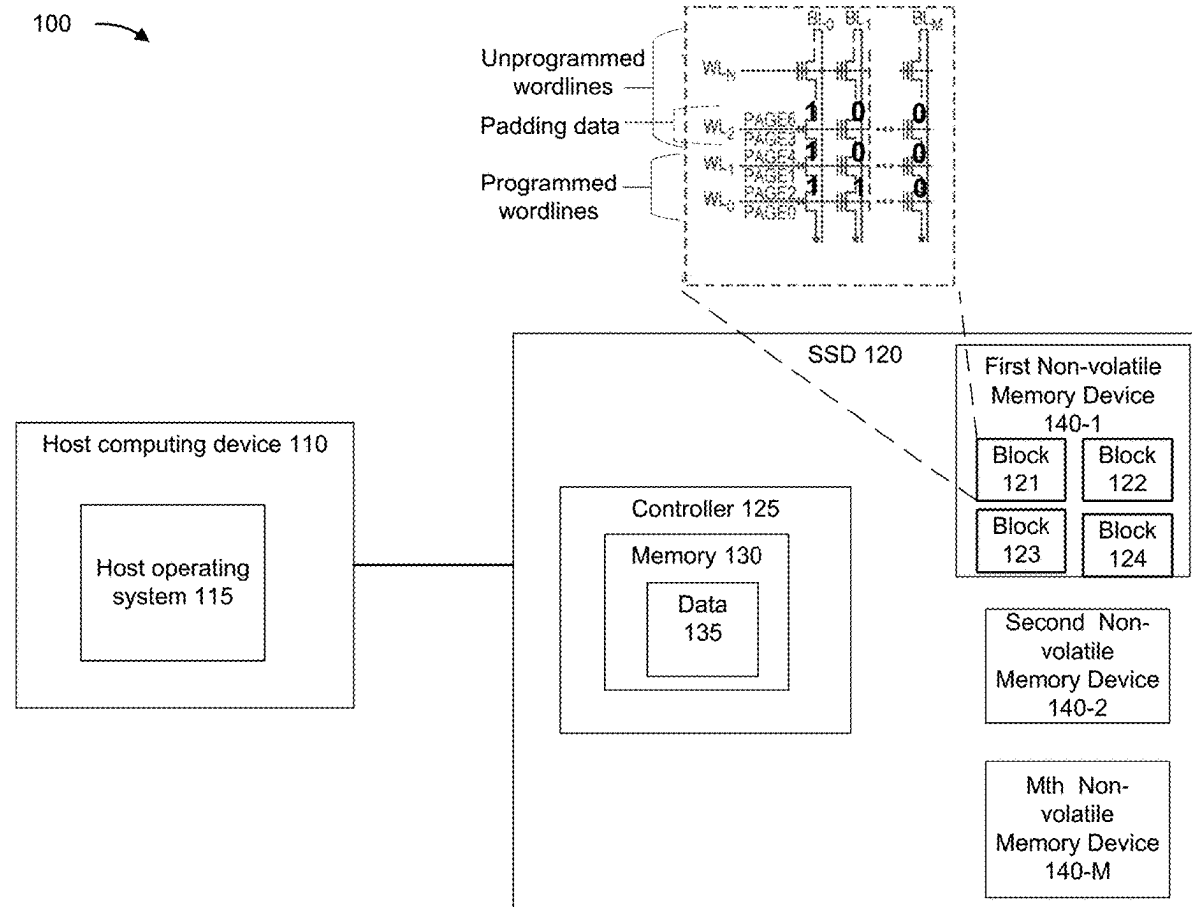 100
BL0 BL1 BLM
Unprogrammed
wordlines
WLN
Padding data
WL2 PAGE6 1 0 0
PAGE3
WL1 PAGE4 1 0 0
PAGE1
Programmed
wordlines
WL0 PAGE2 1 1 0
PAGE0
SSD 120
First Non-volatile
Memory Device
140-1
Block
121
Block
122
Block
123
Block
124
Host computing device 110
Host operating
system 115
Controller 125
Memory 130
Data
135
Second Non-
volatile
Memory Device
140-2
Mth Non-
volatile
Memory Device
140-M